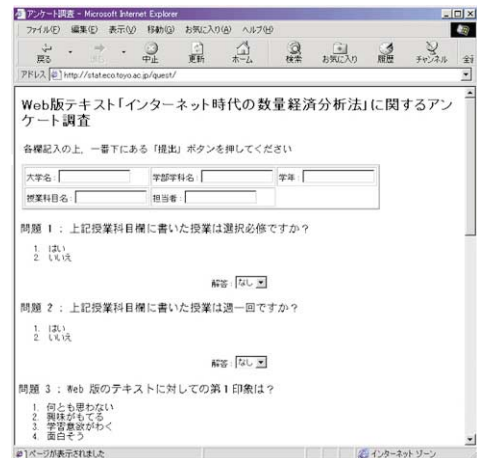 アンケート調査 - Microsoft Internet Explorer
ファイル(F) 編集(E) 表示(V) 移動(G) お気に入り(A) ヘルプ(H)
戻る 中止 更新 ホーム 検索 お気に入り 履歴 チャンネル 全画
アドレス http://stat.eco.toyo.ac.jp/quest/
Web版テキスト「インターネット時代の数量経済分析法」に関するアン
ケート調査
各欄記入の上、一番下にある「提出」ボタンを押してください
大学名: 学部学科名: 学年:
授業科目名: 担当者:
問題 1 : 上記授業科目欄に書いた授業は選択必修ですか?
1. はい
2. いいえ
解答: なし
問題 2 : 上記授業科目欄に書いた授業は週一回ですか?
1. はい
2. いいえ
解答: なし
問題 3 : Web 版のテキストに対しての第1印象は?
1. 何とも思わない
2. 興味がもてる
3. 学習意欲がわく
4. 面白そう
ページが表示されました インターネット ゾーン